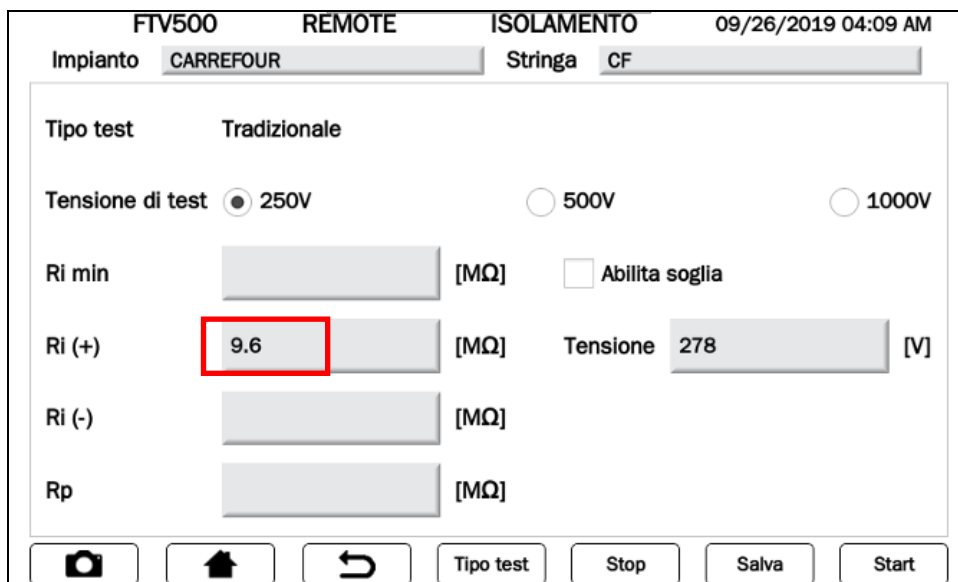 FTV500 REMOTE ISOLAMENTO 09/26/2019 04:09 AM
Impianto CARREFOUR Stringa CF
Tipo test Tradizionale
Tensione di test 250V 500V 1000V
Ri min [MΩ] Abilita soglia
Ri (+) 9.6 [MΩ] Tensione 278 [V]
Ri (-) [MΩ]
Rp [MΩ]
Tipo test Stop Salva Start